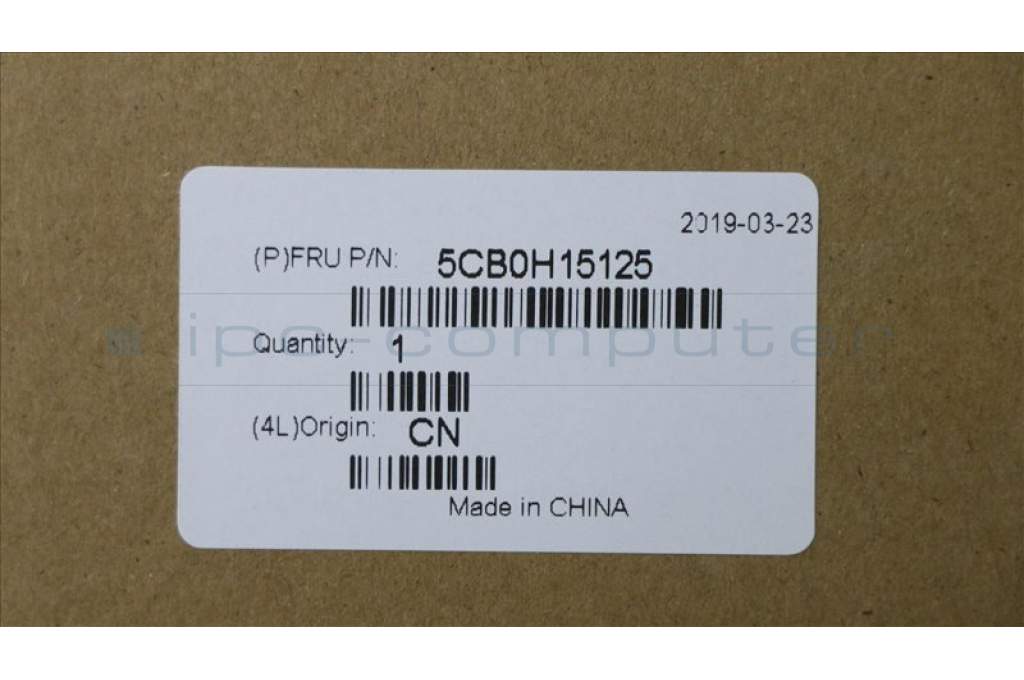 2019-03-23
(P)FRU P/N: 5CB0H15125
ipc-computer
Quantity: 1
(4L)Origin: CN
Made in CHINA